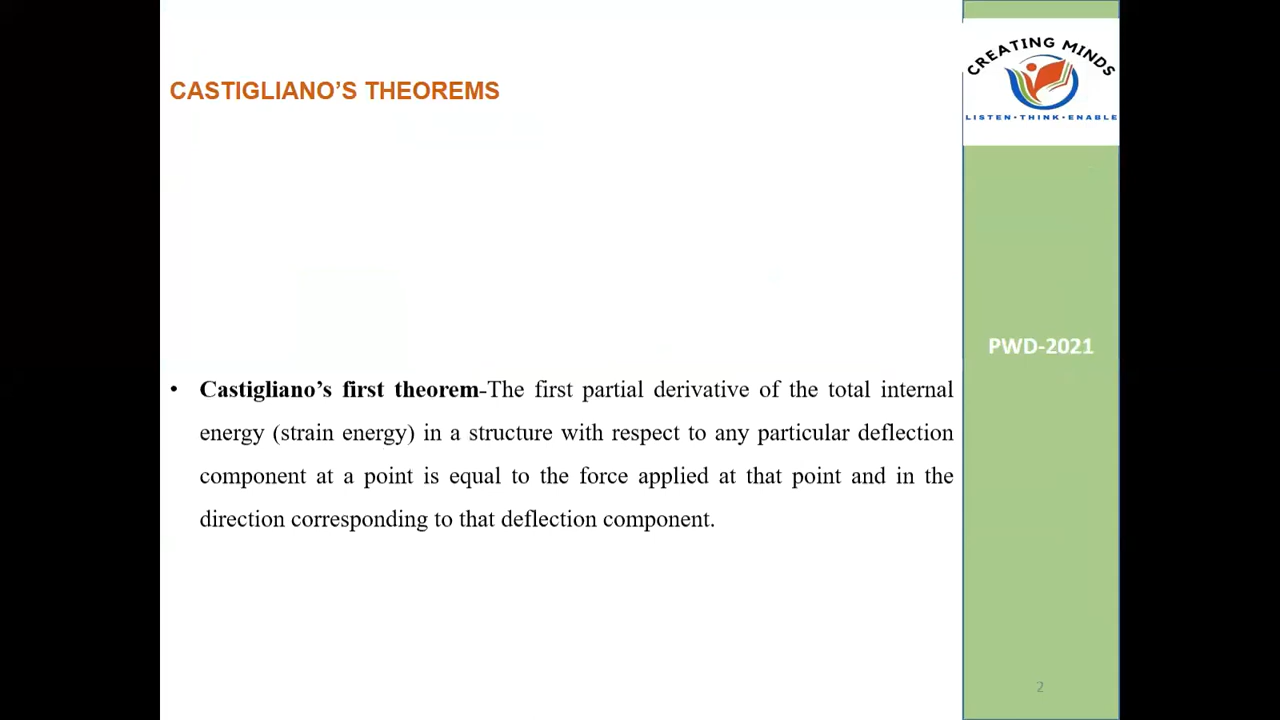 CASTIGLIANO'S THEOREMS
CREATING MINDS
LISTEN·THINK·ENABLE
PWD-2021
• Castigliano's first theorem-The first partial derivative of the total internal
energy (strain energy) in a structure with respect to any particular deflection
component at a point is equal to the force applied at that point and in the
direction corresponding to that deflection component.
2